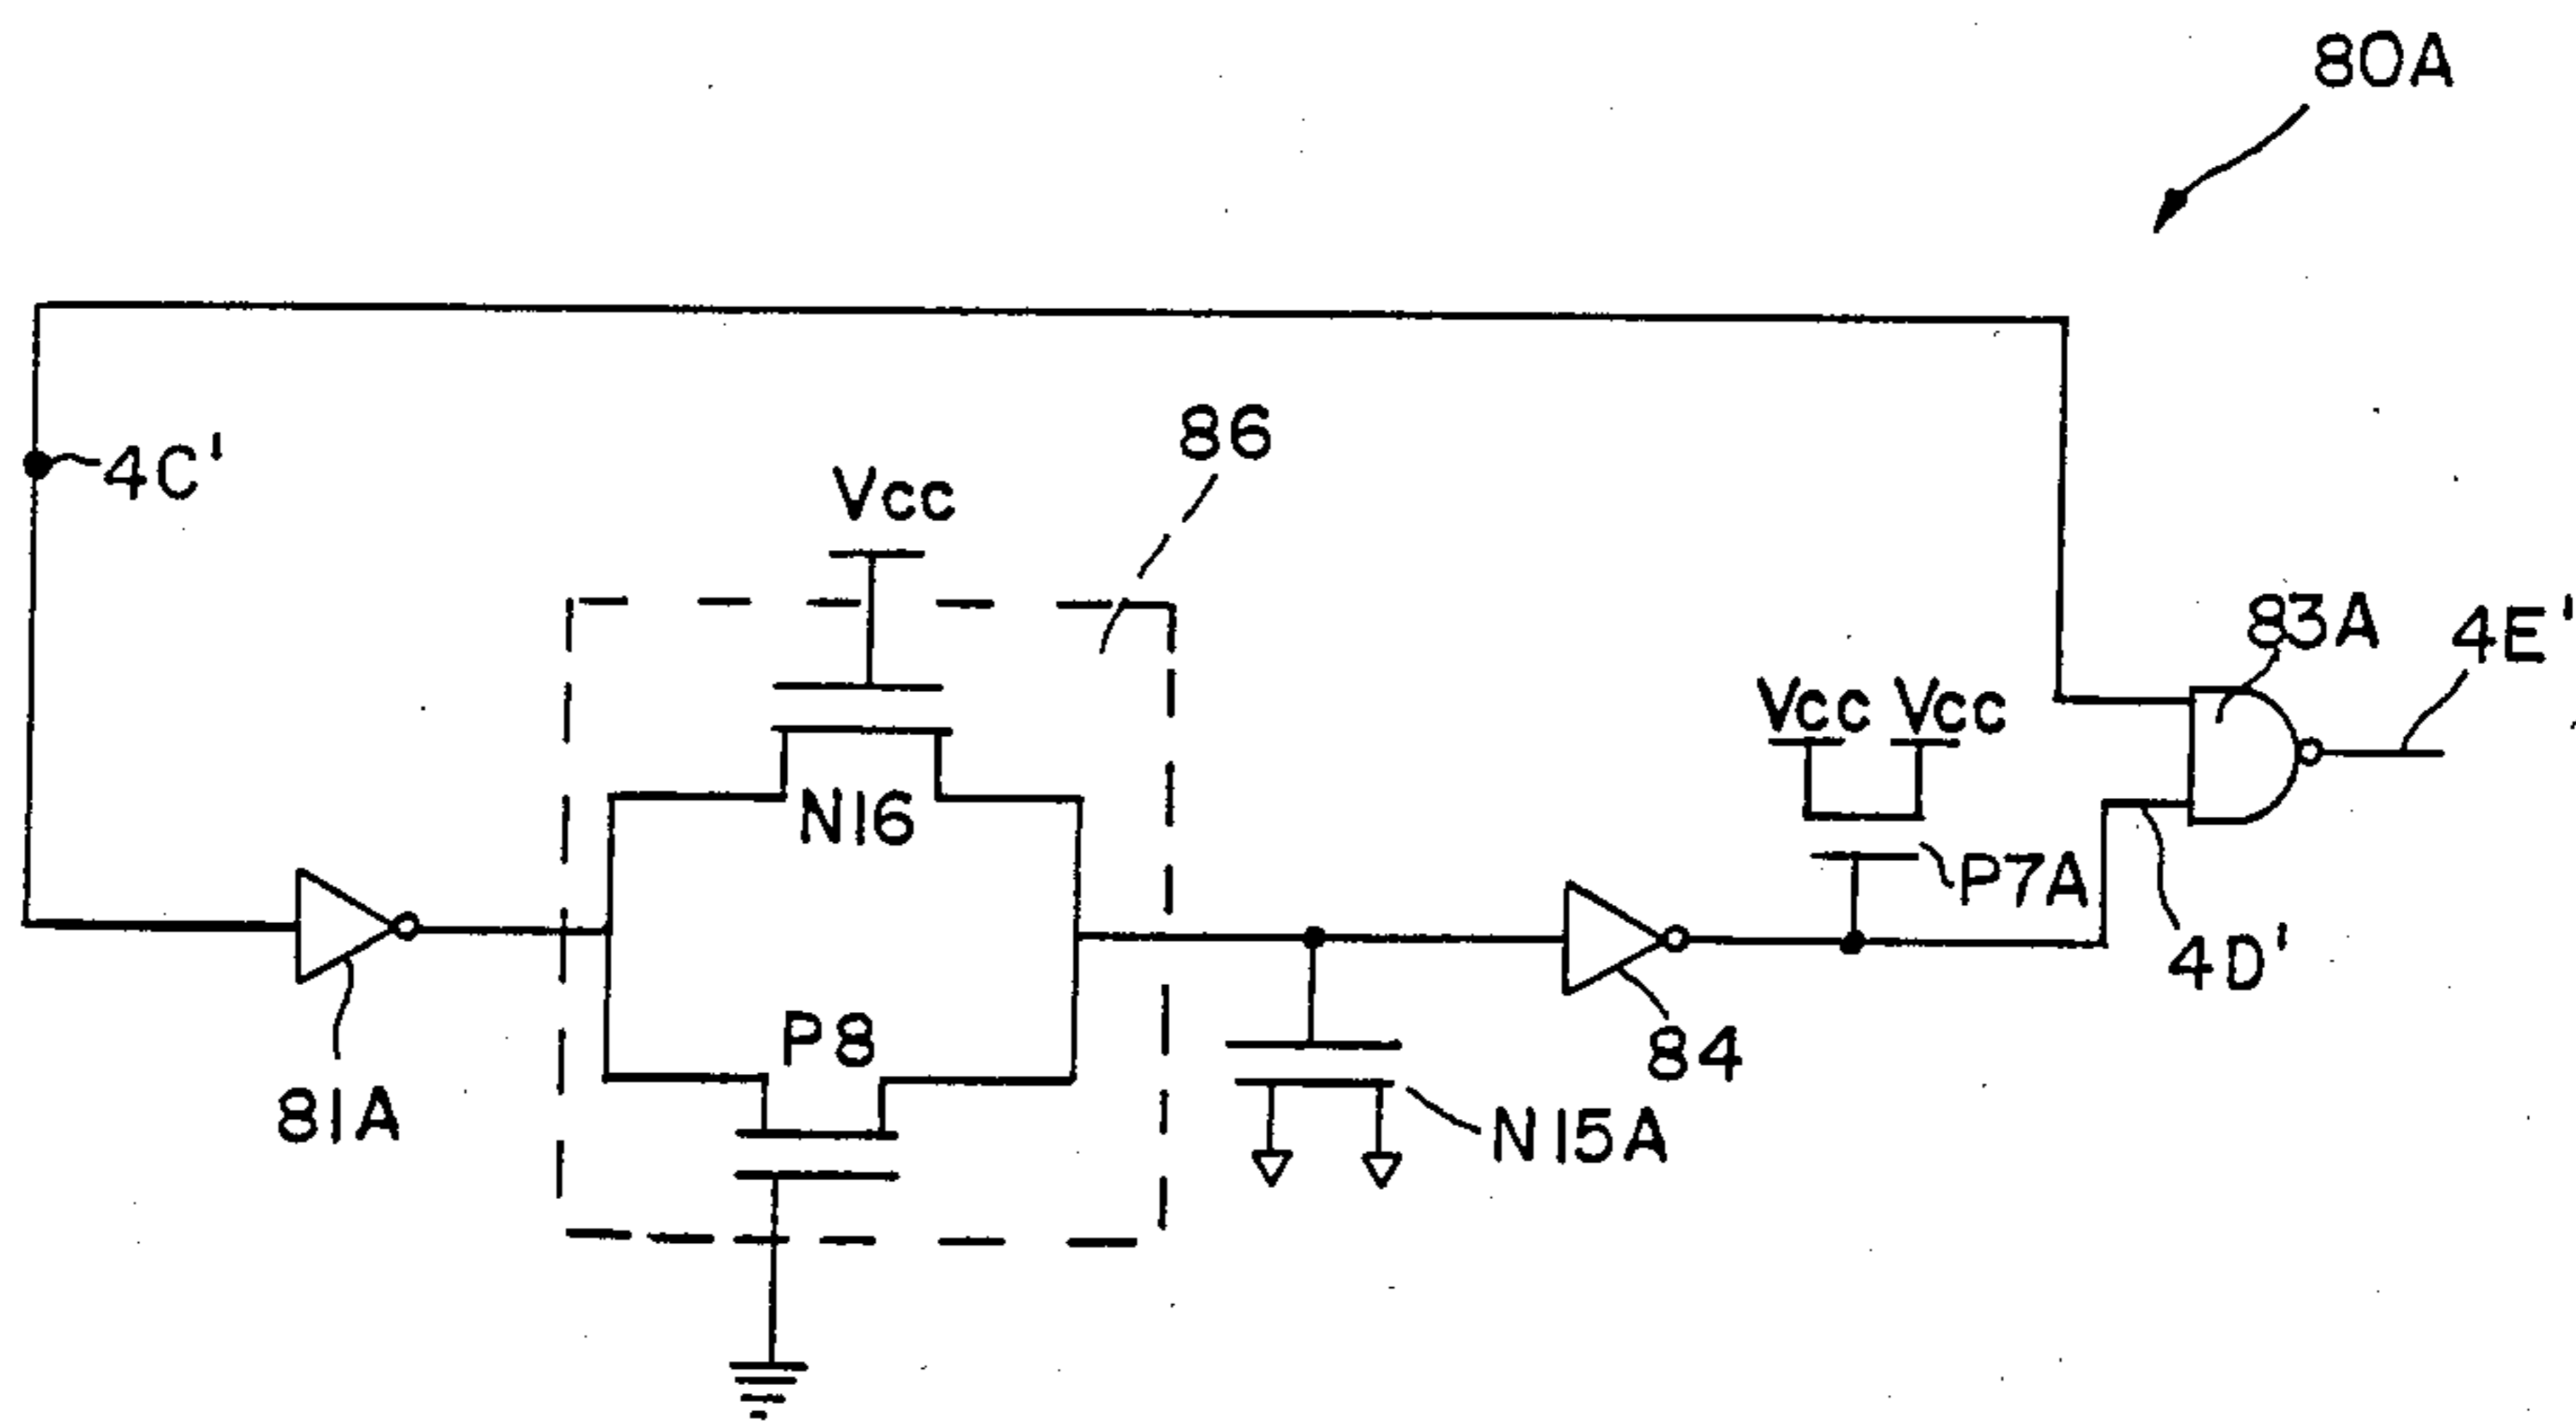 80A
4C'
86
Vcc
83A
4E'
Vcc Vcc
N16
P7A
4D'
P8
84
81A
N15A